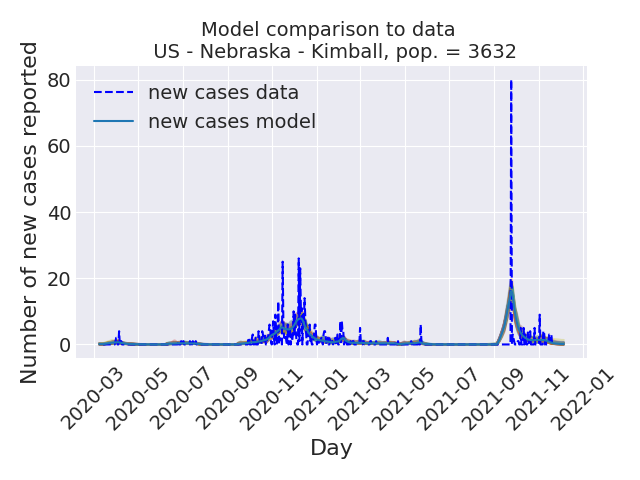 Model comparison to data
US - Nebraska - Kimball, pop. = 3632
Number of new cases reported
80
60
40
20
0
new cases data
new cases model
2020-03
2020-05
2020-07
2020-09
2020-11
2021-01
2021-03
2021-05
2021-07
2021-09
2021-11
2022-01
Day